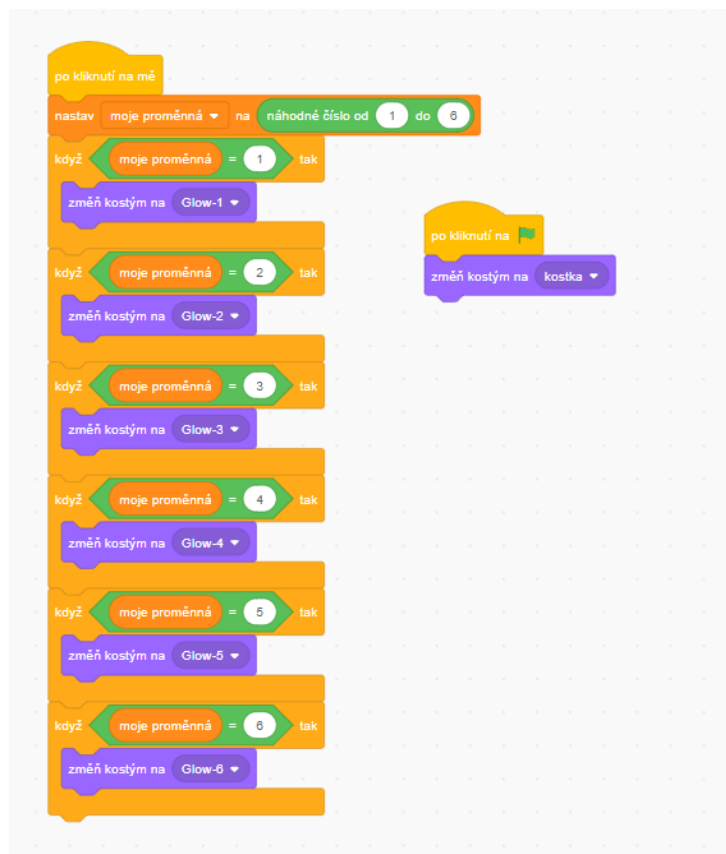 po kliknutí na mě
nastav moje proměnná na náhodné číslo od 1 do 6
když moje proměnná = 1 tak
změň kostým na Glow-1
když moje proměnná = 2 tak
změň kostým na Glow-2
když moje proměnná = 3 tak
změň kostým na Glow-3
když moje proměnná = 4 tak
změň kostým na Glow-4
když moje proměnná = 5 tak
změň kostým na Glow-5
když moje proměnná = 6 tak
změň kostým na Glow-6
po kliknutí na
změň kostým na kostka